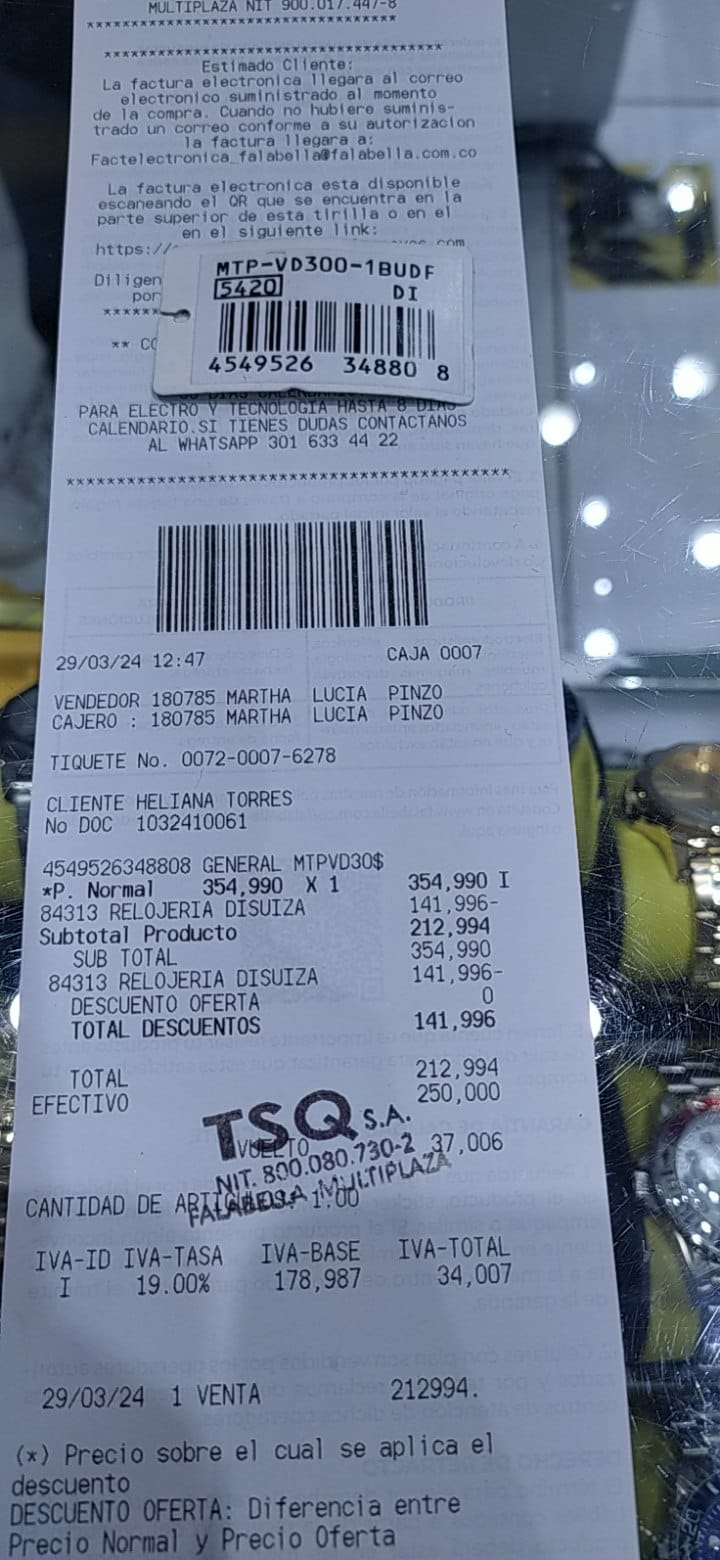 MULTIPLAZA NIT 900.017.447-8
**********************************
**************************************
Estimado Cliente:
La factura electronica llegara al correo
electronico suministrado al momento
de la compra. Cuando no hubiere suminis-
trado un correo conforme a su autorizacion
la factura llegara a:
Factelectronica_falabella@falabella.com.co
La factura electronica esta disponible
escaneando el QR que se encuentra en la
parte superior de esta tirilla o en el
en el siguiente link:
https://
.com
Diligen
por
******
** CO
MTP-VD300-1BUDF
5420 DI
4549526 34880 8
PARA ELECTRO Y TECNOLOGIA HASTA 8 DIAS
CALENDARIO.SI TIENES DUDAS CONTACTANOS
AL WHATSAPP 301 633 44 22
******************************************
29/03/24 12:47 CAJA 0007
VENDEDOR 180785 MARTHA LUCIA PINZO
CAJERO : 180785 MARTHA LUCIA PINZO
TIQUETE No. 0072-0007-6278
CLIENTE HELIANA TORRES
No DOC 1032410061
4549526348808 GENERAL MTPVD30$
*P. Normal 354,990 X 1 354,990 I
84313 RELOJERIA DISUIZA 141,996-
Subtotal Producto 212,994
SUB TOTAL 354,990
84313 RELOJERIA DISUIZA 141,996-
DESCUENTO OFERTA 0
TOTAL DESCUENTOS 141,996
TOTAL 212,994
EFECTIVO 250,000
TSQ S.A.
VUELTO 37,006
NIT. 800.080.730-2
FALABELLA MULTIPLAZA
CANTIDAD DE ARTICULOS: 1.00
IVA-ID IVA-TASA IVA-BASE IVA-TOTAL
I 19.00% 178,987 34,007
29/03/24 1 VENTA 212994.
(*) Precio sobre el cual se aplica el
descuento
DESCUENTO OFERTA: Diferencia entre
Precio Normal y Precio Oferta